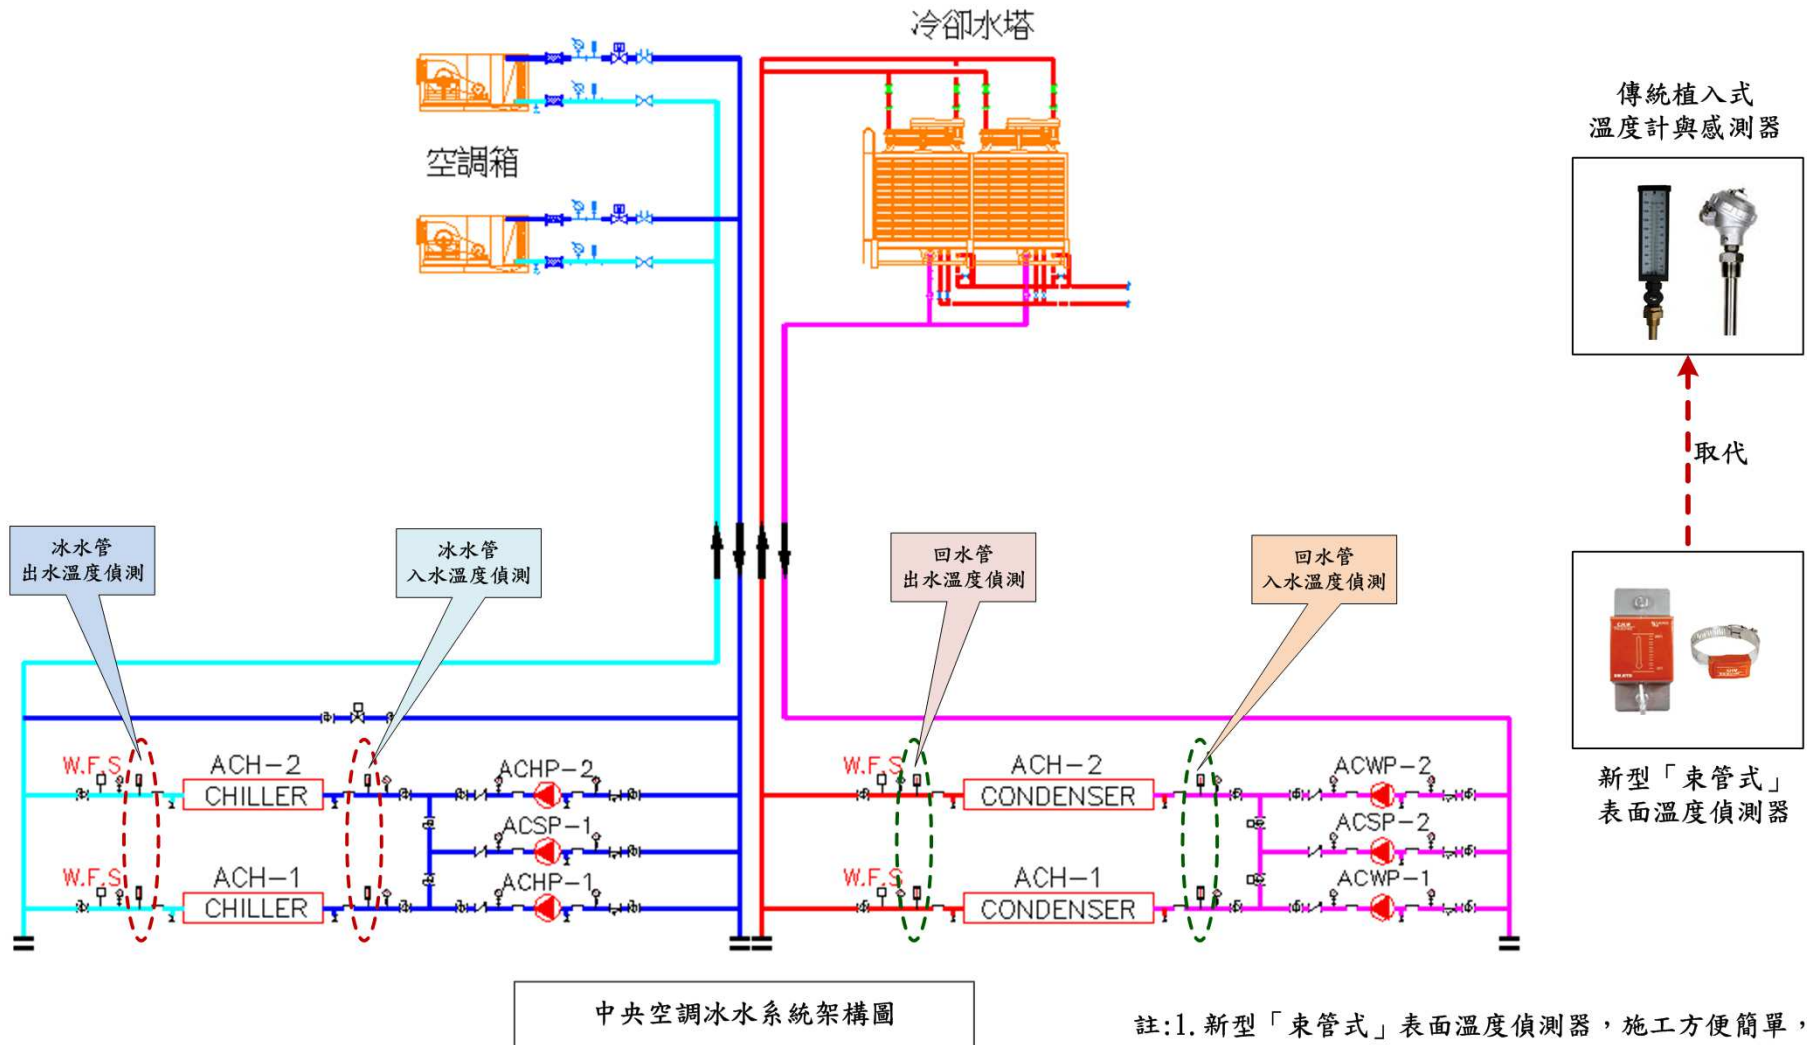 冷卻水塔
傳統植入式
溫度計與感測器
空調箱
取代
冰水管
出水溫度偵測
冰水管
入水溫度偵測
回水管
出水溫度偵測
回水管
入水溫度偵測
新型「束管式」
表面溫度偵測器
W.F.S
ACH-2
CHILLER
ACHP-2
ACSP-1
W.F.S
ACH-1
CHILLER
ACHP-1
W.F.S
ACH-2
CONDENSER
ACWP-2
ACSP-2
W.F.S
ACH-1
CONDENSER
ACWP-1
中央空調冰水系統架構圖
註:1. 新型「束管式」表面溫度偵測器，施工方便簡單，